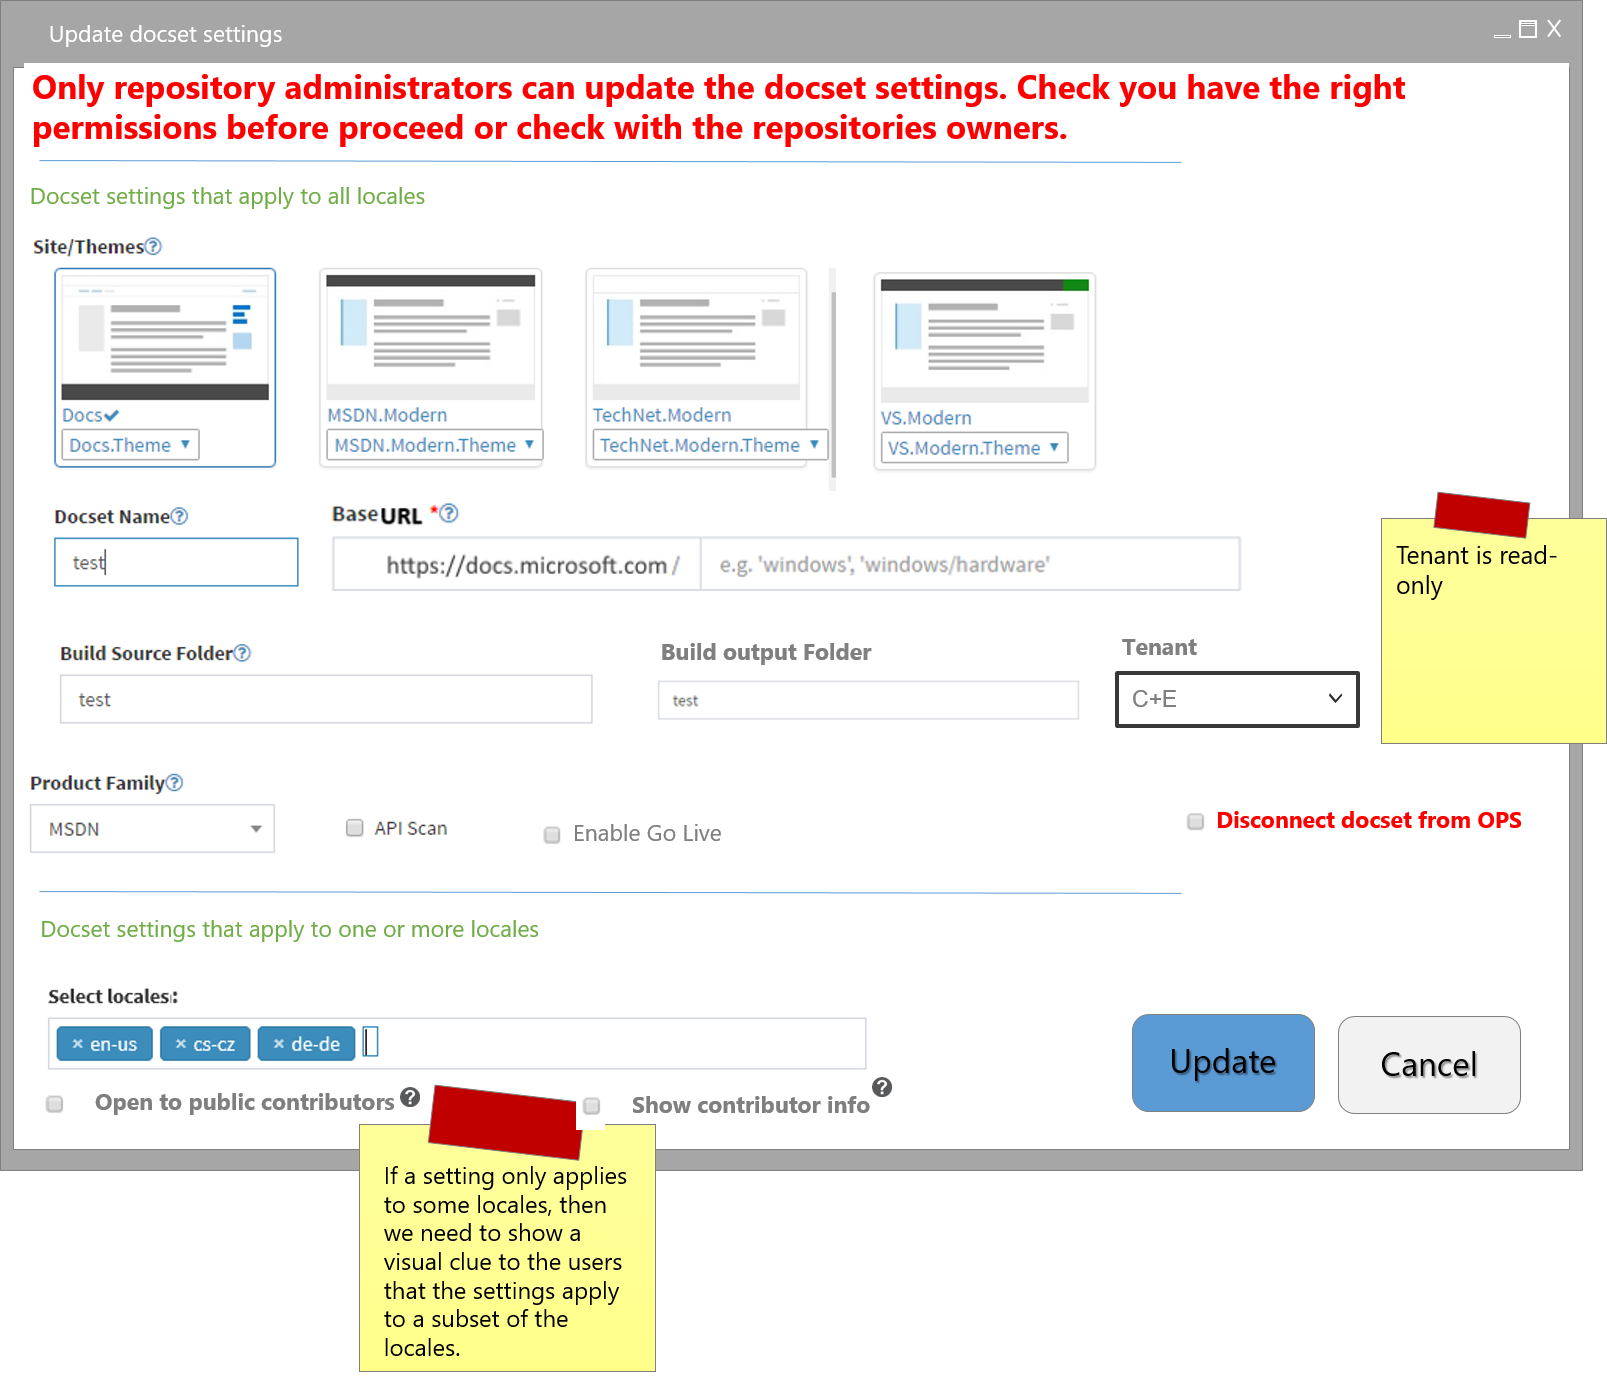 Update docset settings
X
Only repository administrators can update the docset settings. Check you have the right
permissions before proceed or check with the repositories owners.
Docset settings that apply to all locales
Site/Themes?
Docs
Docs.Theme
MSDN.Modern
MSDN.Modern.Theme
TechNet.Modern
TechNet.Modern.Theme
VS.Modern
VS.Modern.Theme
Docset Name?
test
Base URL *?
https://docs.microsoft.com /
e.g. 'windows', 'windows/hardware'
Tenant is read-
only
Build Source Folder?
test
Build output Folder
test
Tenant
C+E
Product Family?
MSDN
API Scan
Enable Go Live
Disconnect docset from OPS
Docset settings that apply to one or more locales
Select locales:
× en-us
× cs-cz
× de-de
Open to public contributors ?
Show contributor info ?
Update
Cancel
If a setting only applies
to some locales, then
we need to show a
visual clue to the users
that the settings apply
to a subset of the
locales.